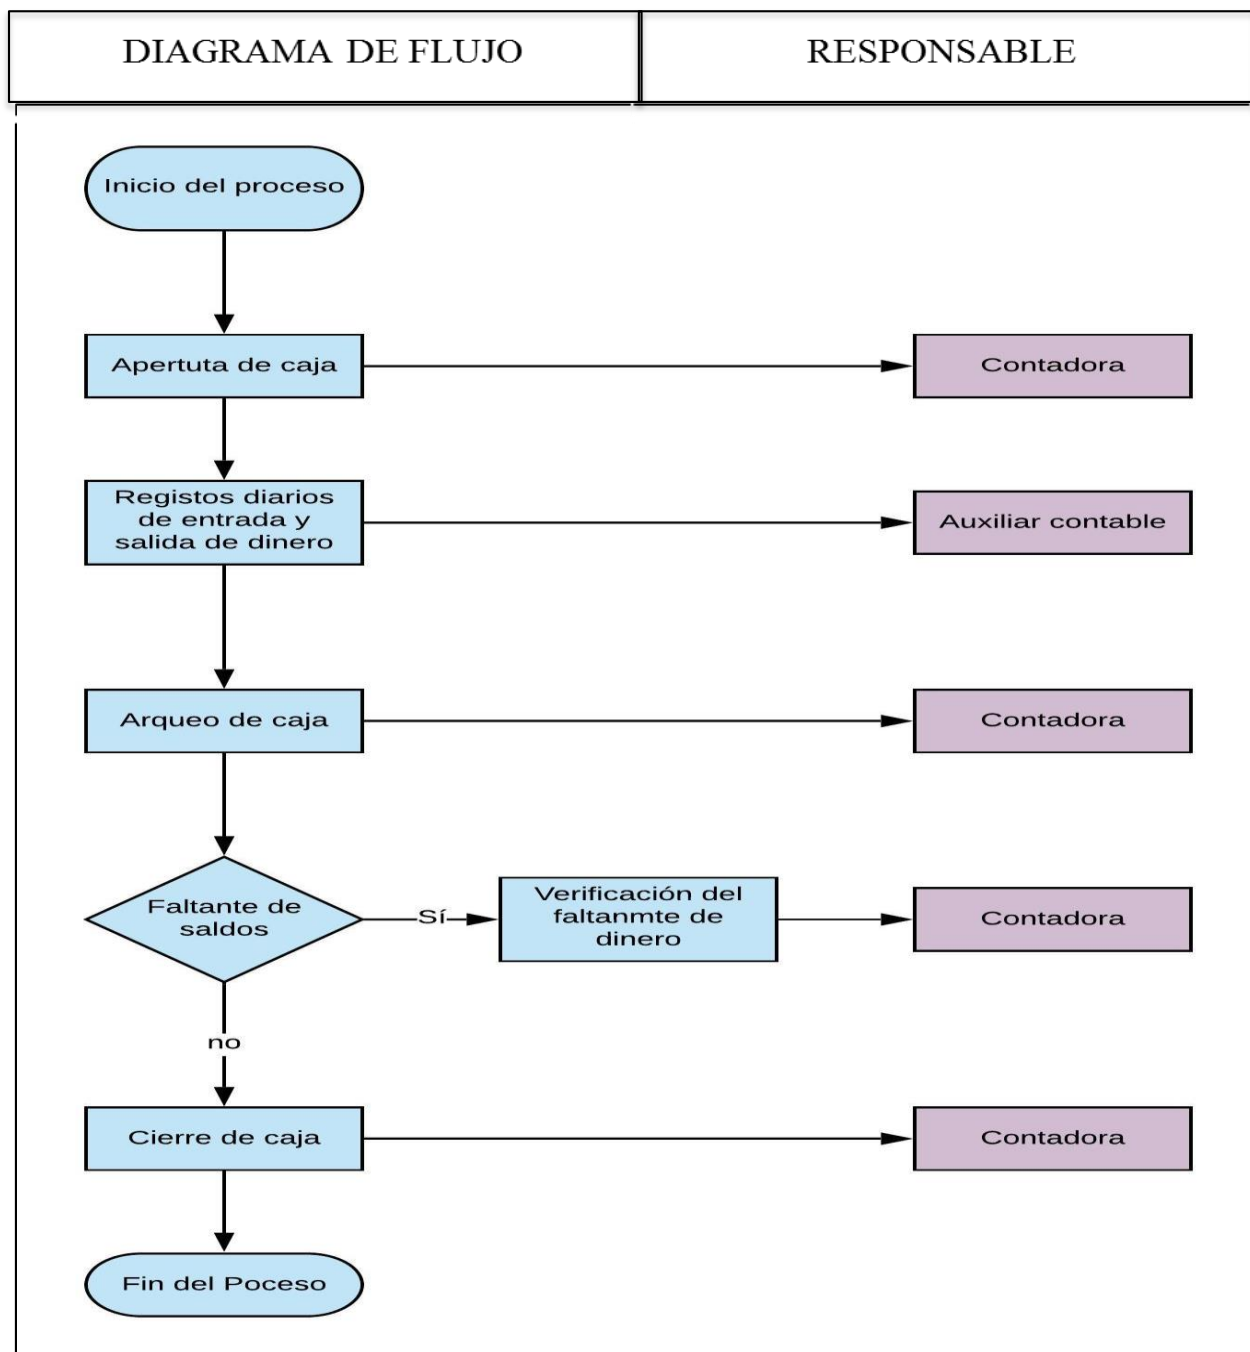 DIAGRAMA DE FLUJO
RESPONSABLE
Inicio del proceso
Apertuta de caja
Contadora
Registos diarios
de entrada y
salida de dinero
Auxiliar contable
Arqueo de caja
Contadora
Faltante de
saldos
Sí
Verificación del
faltanmte de
dinero
Contadora
no
Cierre de caja
Contadora
Fin del Poceso